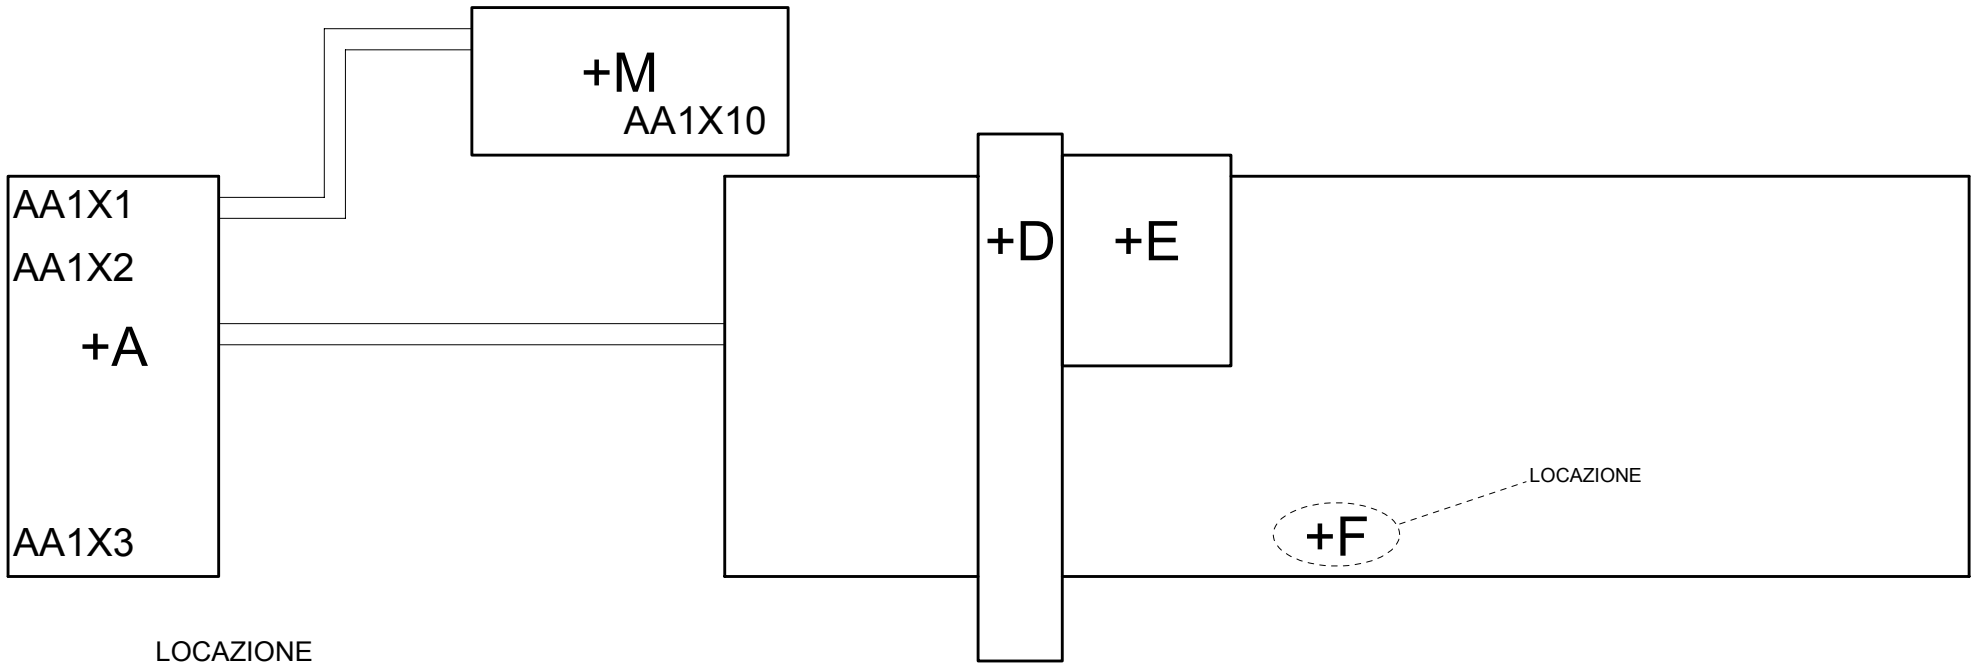 +M
AA1X10
AA1X1
AA1X2
+A
AA1X3
+D
+E
LOCAZIONE
+F
LOCAZIONE